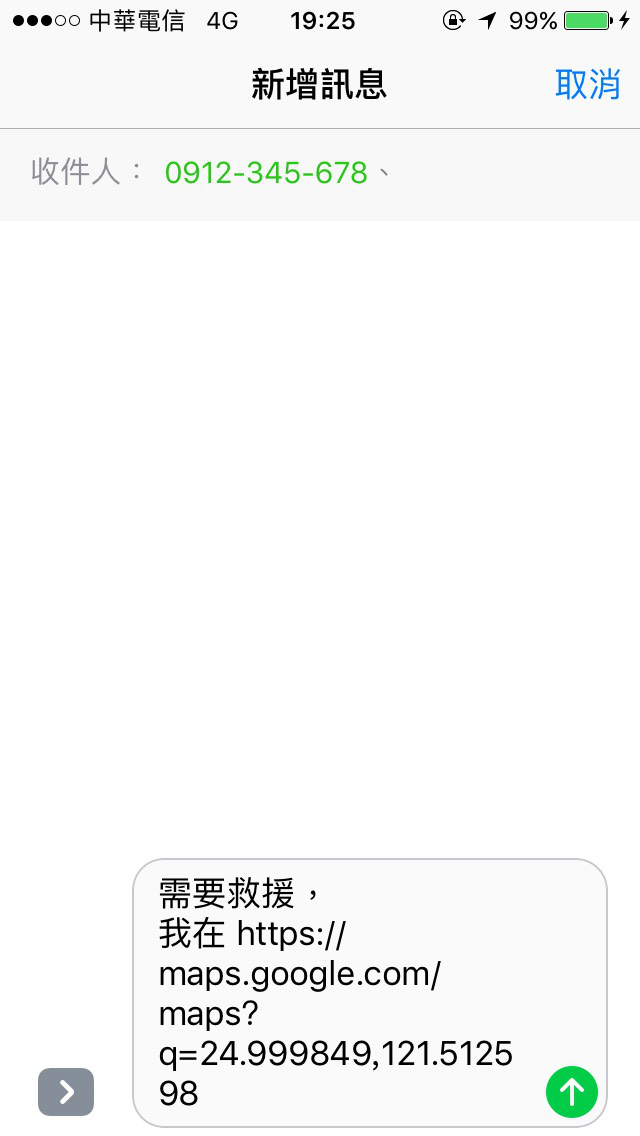 中華電信 4G 19:25 99%
新增訊息 取消
收件人： 0912-345-678、
需要救援，
我在 https://
maps.google.com/
maps?
q=24.999849,121.5125
98